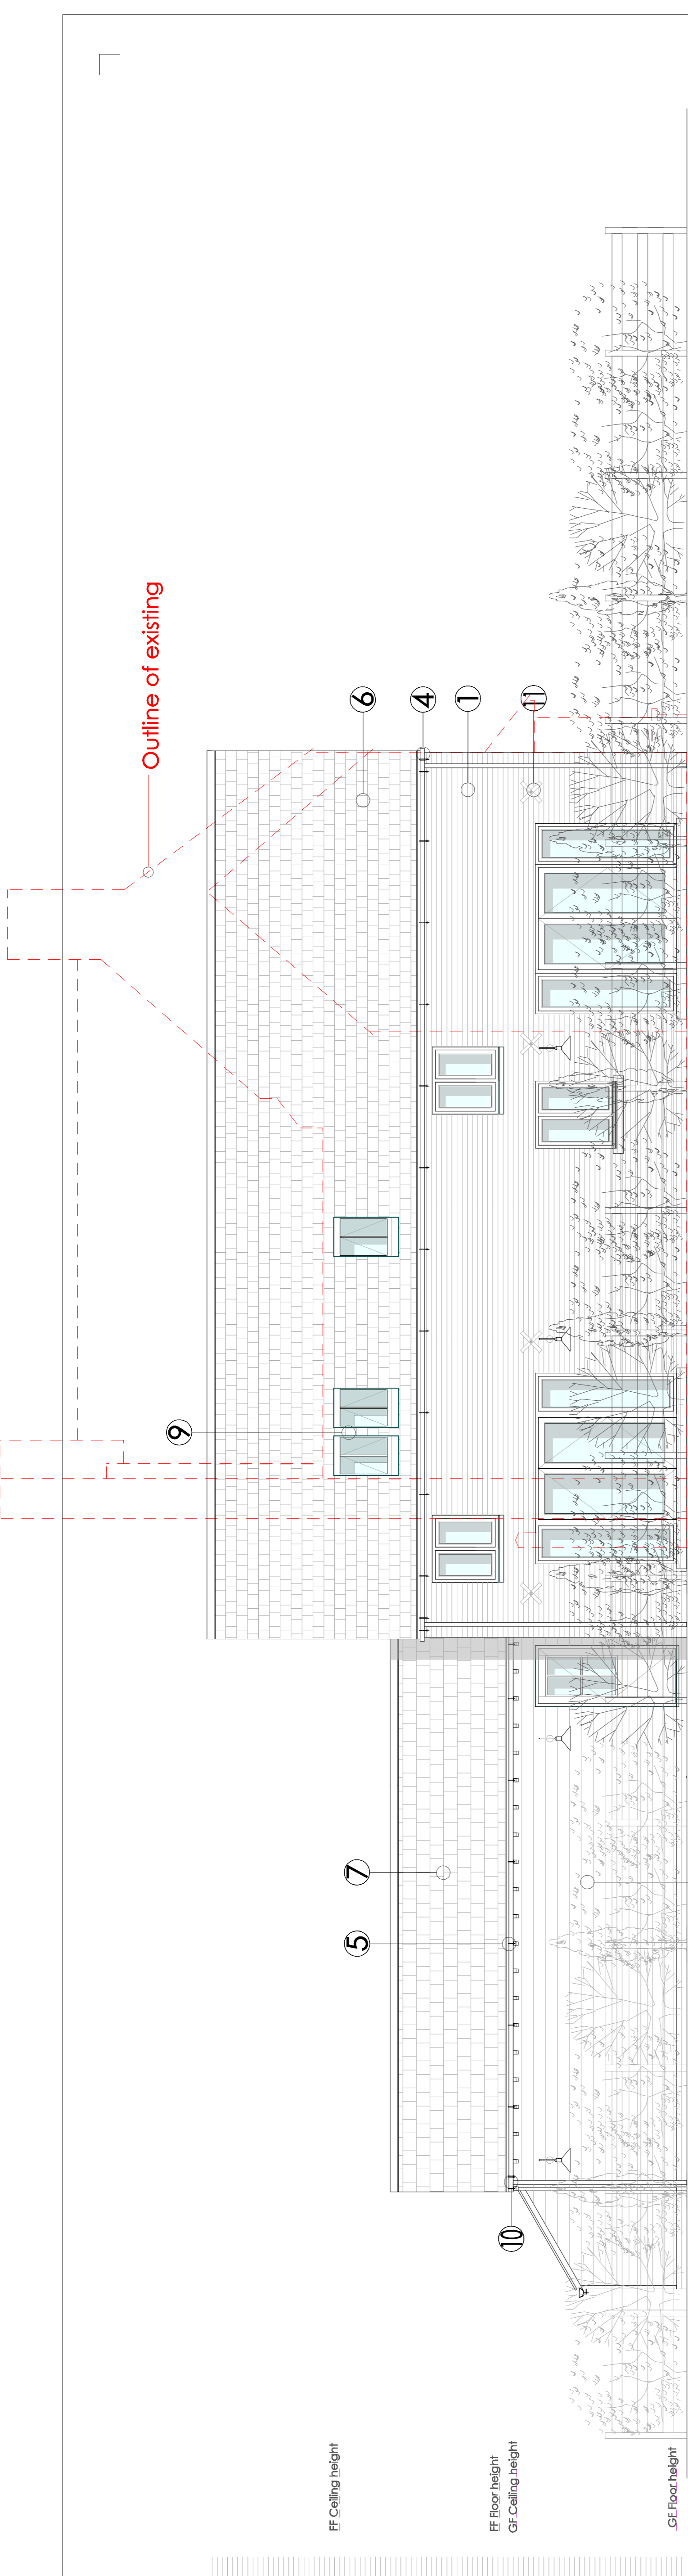 Outline of existing
6
4
1
11
9
7
5
10
FF Ceiling height
FF Floor height
GF Ceiling height
GF Floor height